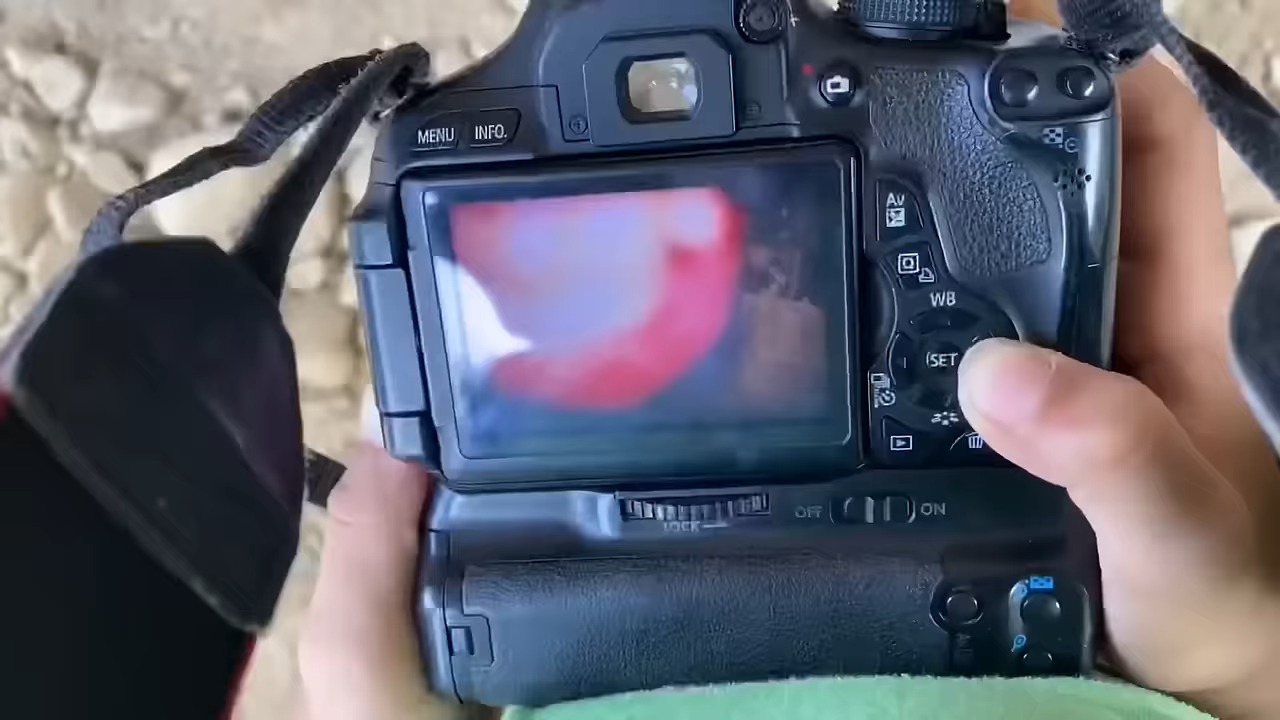 MENU INFO.
Av
Q
WB
SET
LOCK
OFF ON